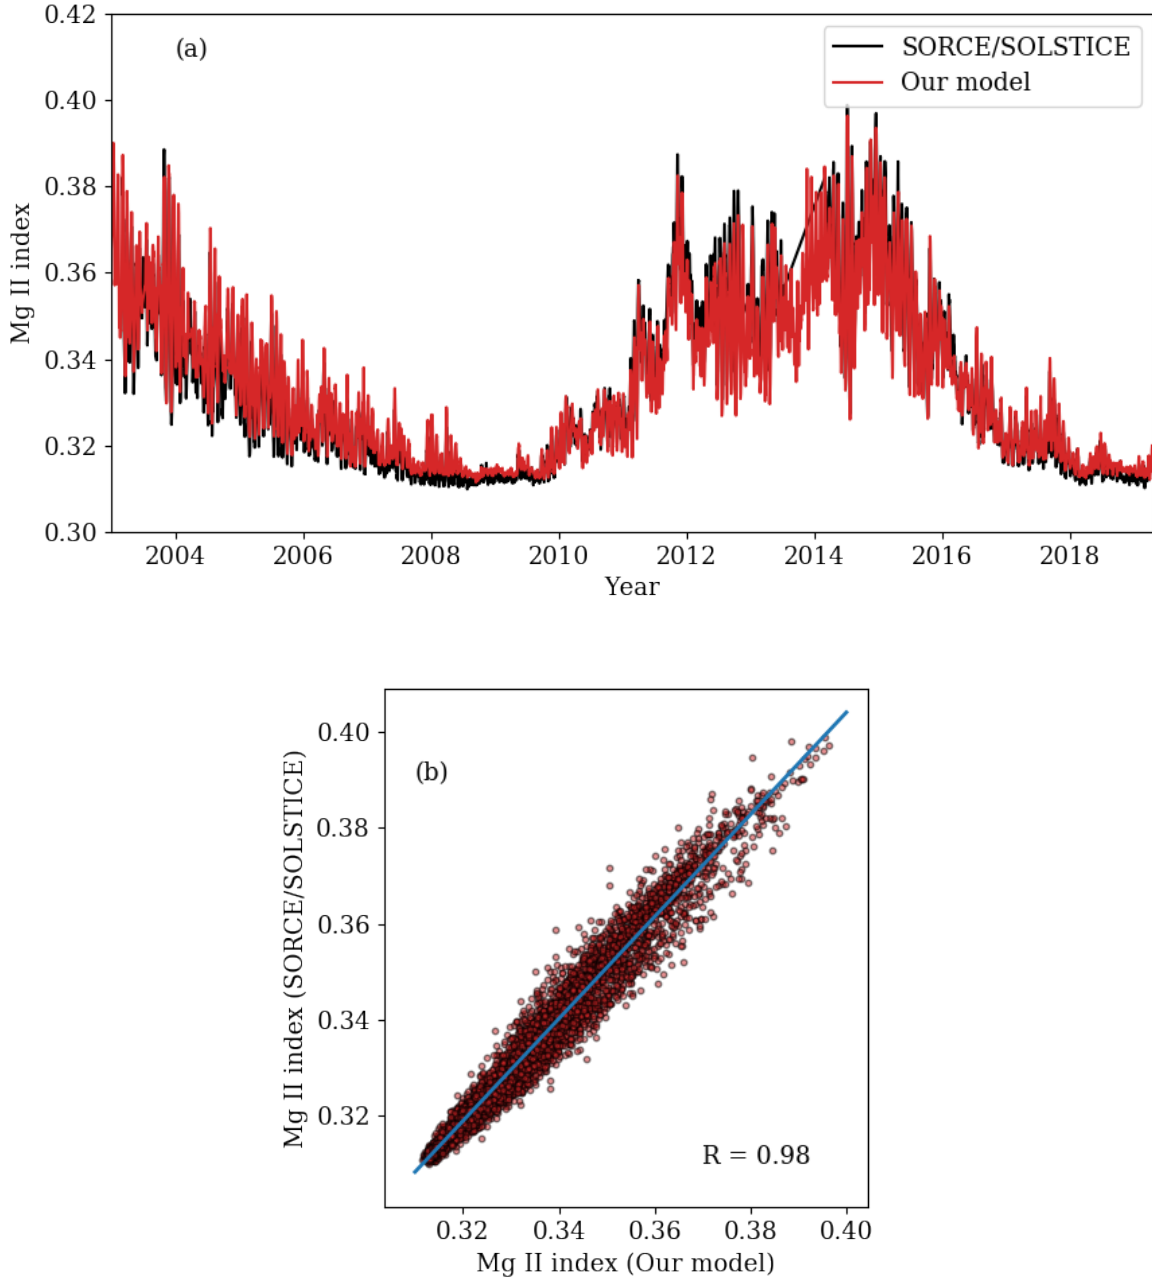 0.42
(a)
SORCE/SOLSTICE
Our model
0.40
0.38
0.36
0.34
0.32
0.30
Mg II index
2004 2006 2008 2010 2012 2014 2016 2018
Year
(b)
0.40
0.38
0.36
0.34
0.32
Mg II index (SORCE/SOLSTICE)
R = 0.98
0.32 0.34 0.36 0.38 0.40
Mg II index (Our model)